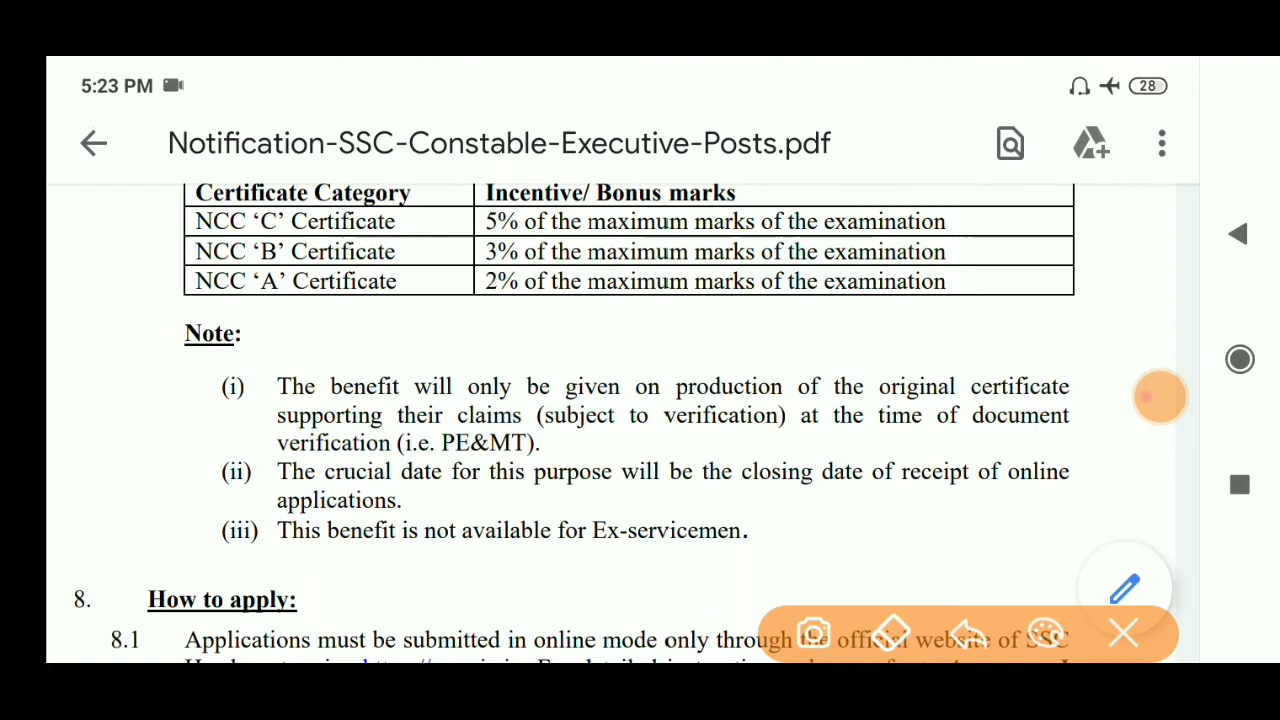 5:23 PM
28
Notification-SSC-Constable-Executive-Posts.pdf
Certificate Category Incentive/ Bonus marks
NCC ‘C’ Certificate 5% of the maximum marks of the examination
NCC ‘B’ Certificate 3% of the maximum marks of the examination
NCC ‘A’ Certificate 2% of the maximum marks of the examination
Note:
(i) The benefit will only be given on production of the original certificate
supporting their claims (subject to verification) at the time of document
verification (i.e. PE&MT).
(ii) The crucial date for this purpose will be the closing date of receipt of online
applications.
(iii) This benefit is not available for Ex-servicemen.
8. How to apply:
8.1 Applications must be submitted in online mode only through the official website of SSC